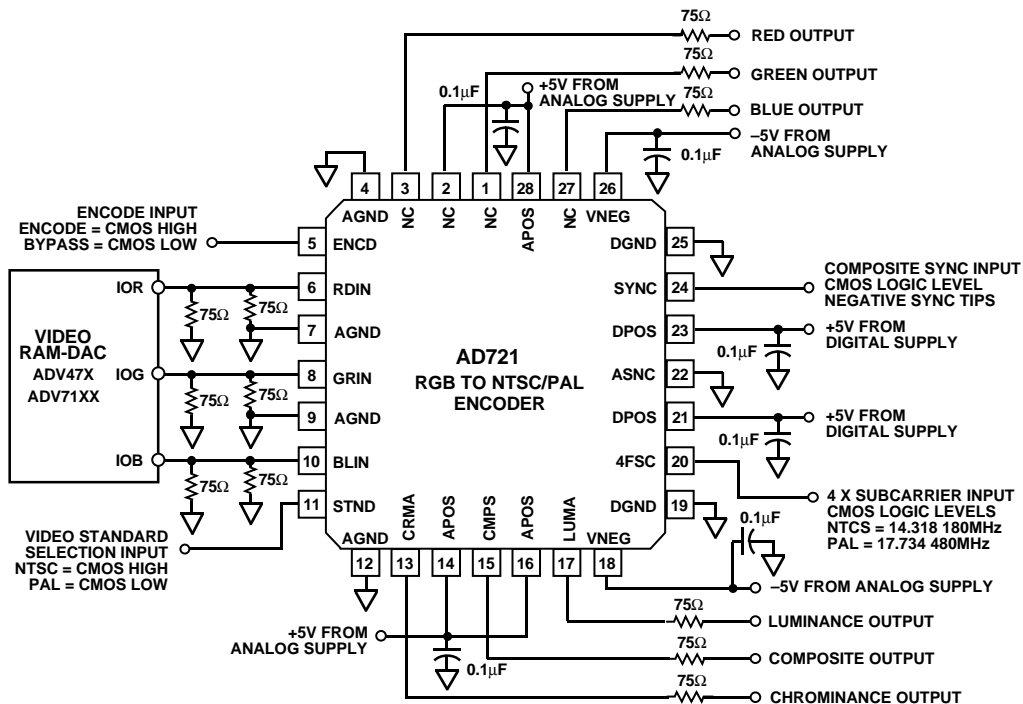 75Ω
RED OUTPUT
75Ω
GREEN OUTPUT
75Ω
BLUE OUTPUT
0.1µF
+5V FROM
ANALOG SUPPLY
–5V FROM
ANALOG SUPPLY
0.1µF
4
3
2
1
28
27
26
AGND
NC
NC
NC
APOS
NC
VNEG
ENCODE INPUT
ENCODE = CMOS HIGH
BYPASS = CMOS LOW
5
ENCD
DGND
25
IOR
6
RDIN
SYNC
24
COMPOSITE SYNC INPUT
CMOS LOGIC LEVEL
NEGATIVE SYNC TIPS
75Ω
75Ω
7
AGND
DPOS
23
+5V FROM
DIGITAL SUPPLY
0.1µF
VIDEO
RAM-DAC
ADV47X
ADV71XX
AD721
RGB TO NTSC/PAL
ENCODER
IOG
8
GRIN
ASNC
22
75Ω
75Ω
9
AGND
DPOS
21
+5V FROM
DIGITAL SUPPLY
0.1µF
IOB
10
BLIN
4FSC
20
75Ω
75Ω
11
STND
DGND
19
4 X SUBCARRIER INPUT
CMOS LOGIC LEVELS
NTCS = 14.318 180MHz
PAL = 17.734 480MHz
VIDEO STANDARD
SELECTION INPUT
NTSC = CMOS HIGH
PAL = CMOS LOW
AGND
CRMA
APOS
CMPS
APOS
LUMA
VNEG
12
13
14
15
16
17
18
0.1µF
–5V FROM ANALOG SUPPLY
75Ω
LUMINANCE OUTPUT
+5V FROM
ANALOG SUPPLY
0.1µF
75Ω
COMPOSITE OUTPUT
75Ω
CHROMINANCE OUTPUT